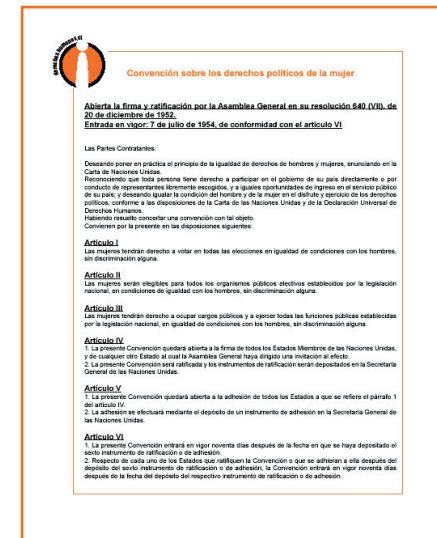 derechoshumanos.cl
Convención sobre los derechos políticos de la mujer
Abierta la firma y ratificación por la Asamblea General en su resolución 640 (VII), de
20 de diciembre de 1952.
Entrada en vigor: 7 de julio de 1954, de conformidad con el artículo VI
Las Partes Contratantes:
Deseando poner en práctica el principio de la igualdad de derechos de hombres y mujeres, enunciando en la
Carta de Naciones Unidas.
Reconociendo que toda persona tiene derecho a participar en el gobierno de su país directamente o por
conducto de representantes libremente escogidos, y a iguales oportunidades de ingreso en el servicio público
de su país; y deseando igualar la condición del hombre y de la mujer en el disfrute y ejercicio de los derechos
políticos, conforme a las disposiciones de la Carta de las Naciones Unidas y de la Declaración Universal de
Derechos Humanos.
Habiendo resuelto concertar una convención con tal objeto.
Convienen por la presente en las disposiciones siguientes:
Artículo I
Las mujeres tendrán derecho a votar en todas las elecciones en igualdad de condiciones con los hombres,
sin discriminación alguna.
Artículo II
Las mujeres serán elegibles para todos los organismos públicos electivos establecidos por la legislación
nacional, en condiciones de igualdad con los hombres, sin discriminación alguna.
Artículo III
Las mujeres tendrán derecho a ocupar cargos públicos y a ejercer todas las funciones públicas establecidas
por la legislación nacional, en igualdad de condiciones con los hombres, sin discriminación alguna.
Artículo IV
1. La presente Convención quedará abierta a la firma de todos los Estados Miembros de las Naciones Unidas,
y de cualquier otro Estado al cual la Asamblea General haya dirigido una invitación al efecto.
2. La presente Convención será ratificada y los instrumentos de ratificación serán depositados en la Secretaría
General de las Naciones Unidas.
Artículo V
1. La presente Convención quedará abierta a la adhesión de todos los Estados a que se refiere el párrafo 1
del artículo IV.
2. La adhesión se efectuará mediante el depósito de un instrumento de adhesión en la Secretaría General de
las Naciones Unidas.
Artículo VI
1. La presente Convención entrará en vigor noventa días después de la fecha en que se haya depositado el
sexto instrumento de ratificación o de adhesión.
2. Respecto de cada uno de los Estados que ratifiquen la Convención o que se adhieran a ella después del
depósito del sexto instrumento de ratificación o de adhesión, la Convención entrará en vigor noventa días
después de la fecha del depósito del respectivo instrumento de ratificación o de adhesión.